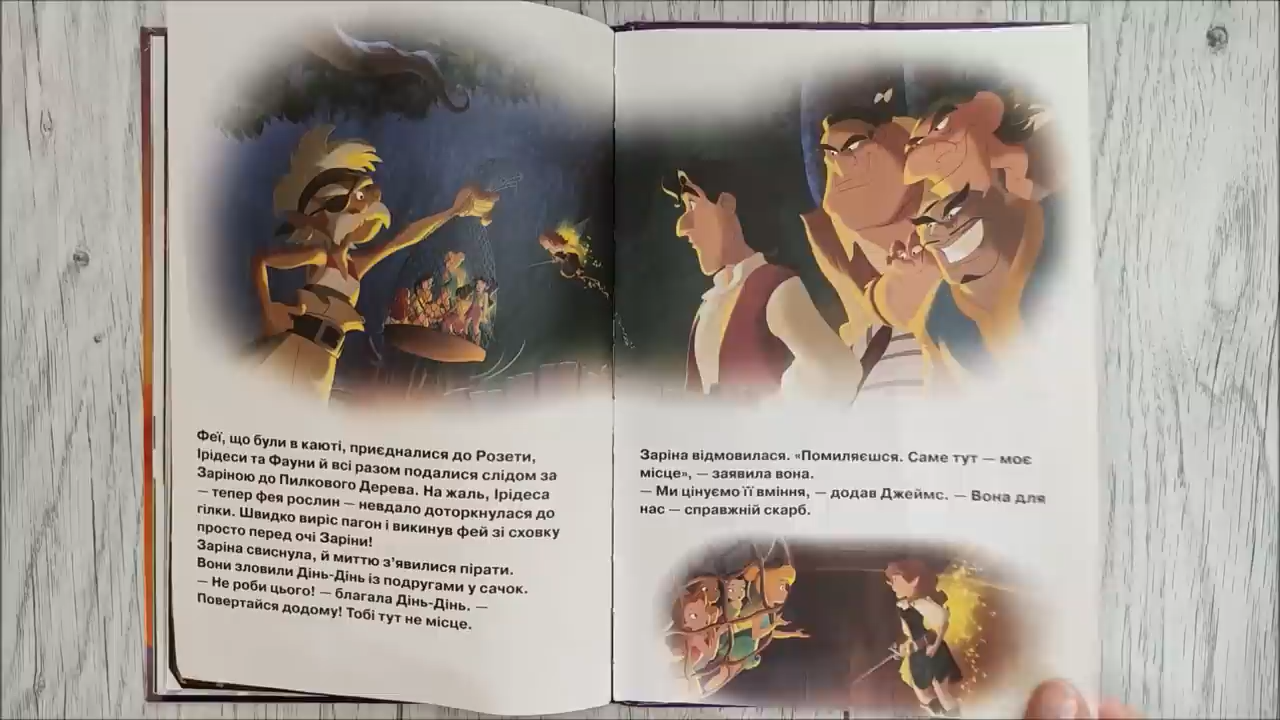 Феї, що були в каюті, приєдналися до Розети,
Ірідеси та Фауни й всі разом подалися слідом за
Заріною до Пилкового Дерева. На жаль, Ірідеса
— тепер фея рослин — невдало доторкнулася до
гілки. Швидко виріс пагон і викинув фей зі сховку
просто перед очі Заріни!
Заріна свиснула, й миттю з’явилися пірати.
Вони зловили Дінь-Дінь із подругами у сачок.
— Не роби цього! — благала Дінь-Дінь. —
Повертайся додому! Тобі тут не місце.
Заріна відмовилася. «Помиляєшся. Саме тут — моє
місце», — заявила вона.
— Ми цінуємо її вміння, — додав Джеймс. — Вона для
нас — справжній скарб.